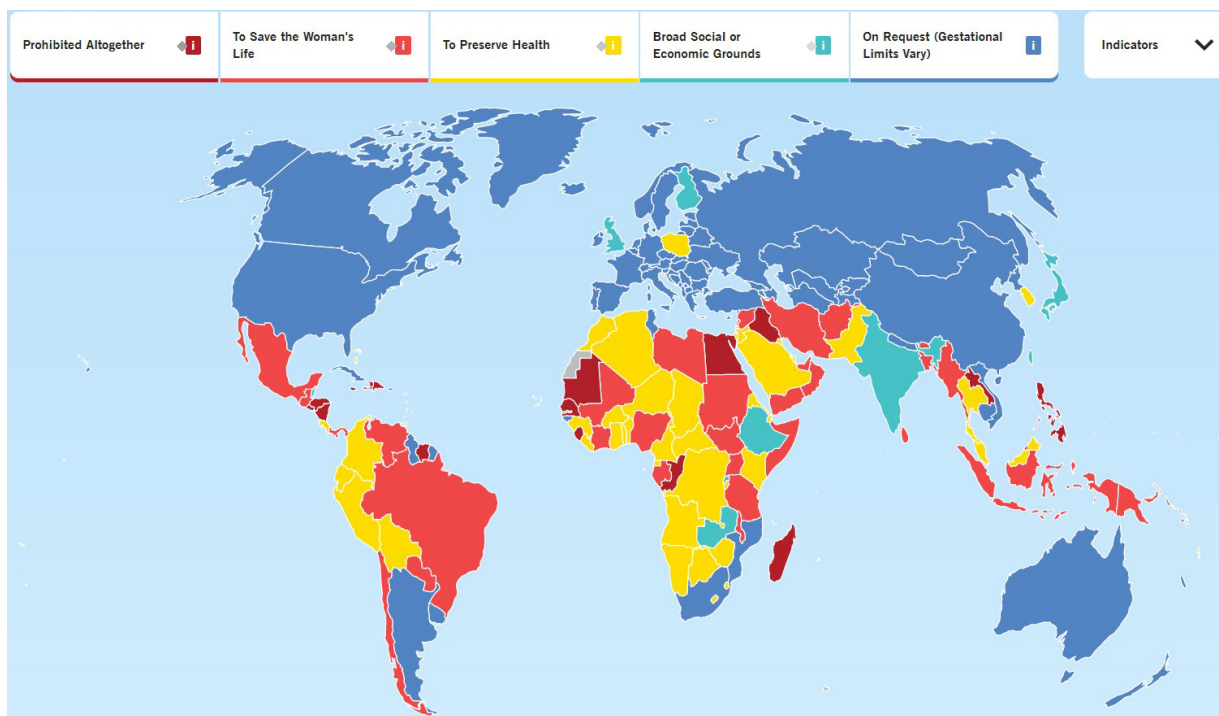 Prohibited Altogether i
To Save the Woman's
Life i
To Preserve Health i
Broad Social or
Economic Grounds i
On Request (Gestational
Limits Vary) i
Indicators